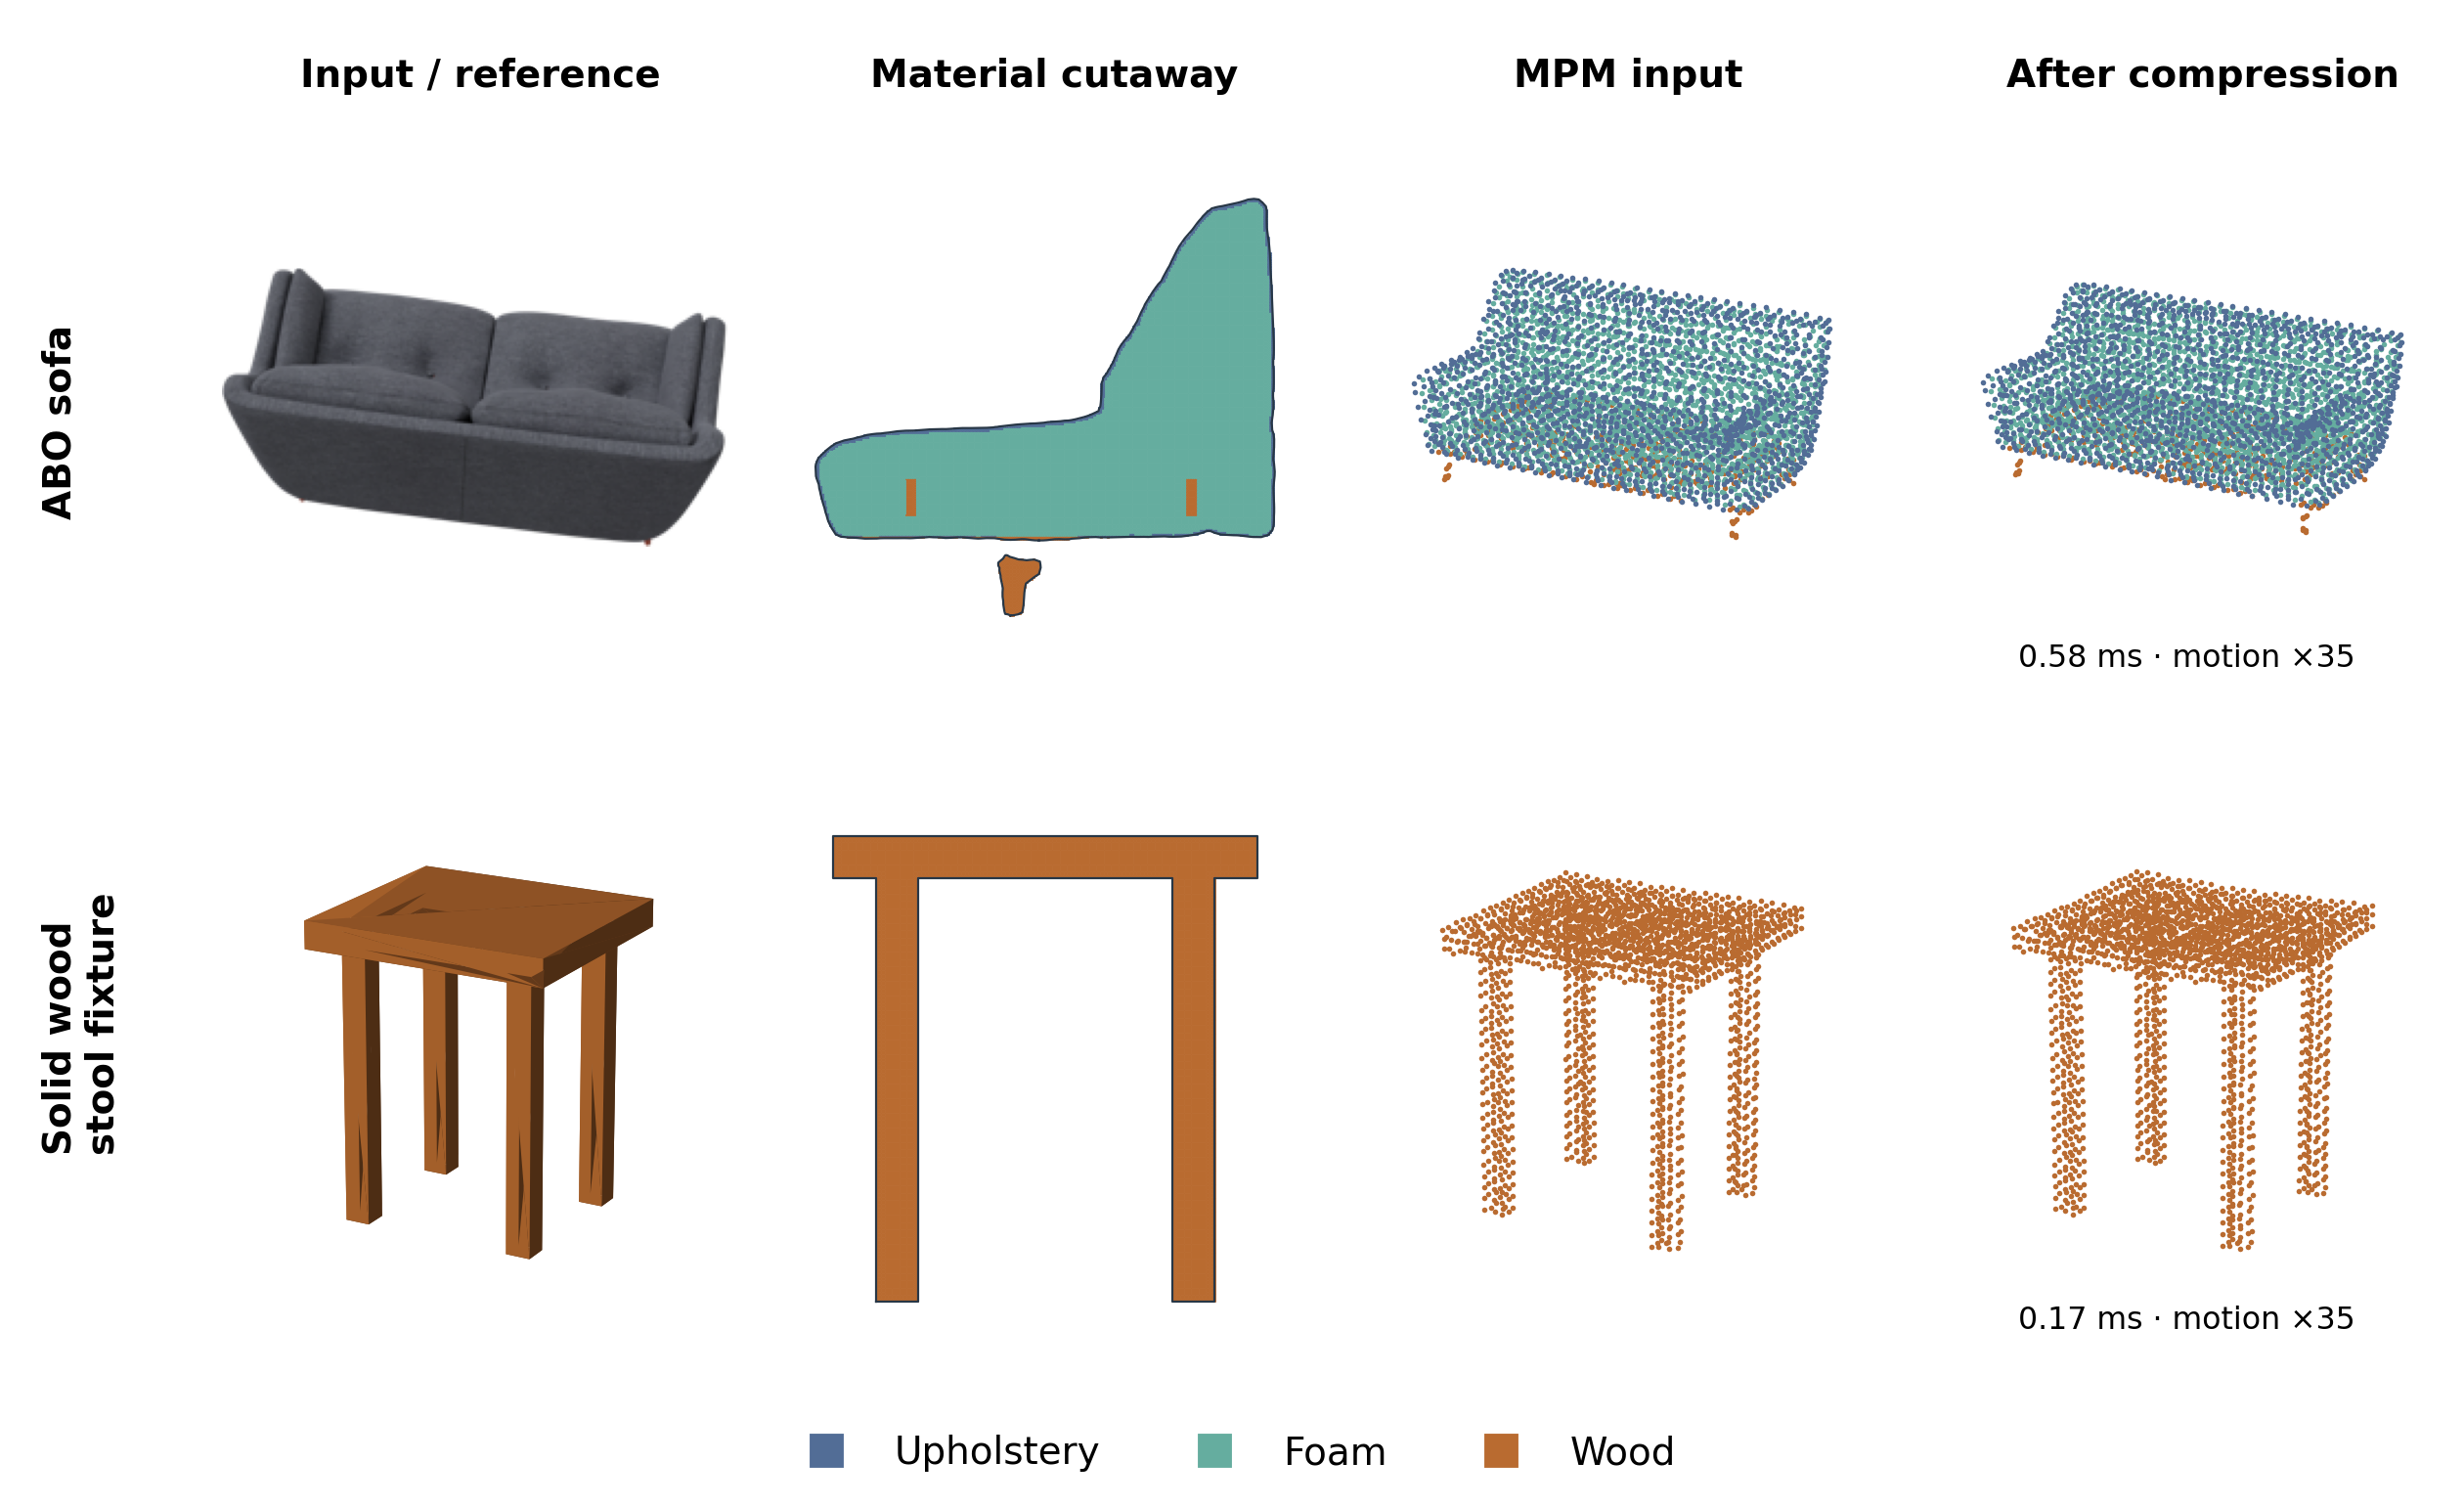 Input / reference
Material cutaway
MPM input
After compression
ABO sofa
0.58 ms · motion ×35
Solid wood
stool fixture
0.17 ms · motion ×35
Upholstery
Foam
Wood